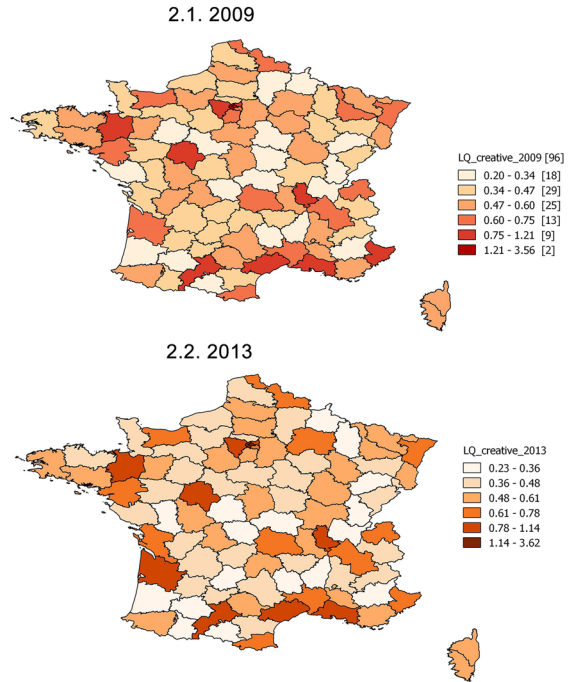 2.1. 2009
LQ_creative_2009 [96]
0.20 - 0.34 [18]
0.34 - 0.47 [29]
0.47 - 0.60 [25]
0.60 - 0.75 [13]
0.75 - 1.21 [9]
1.21 - 3.56 [2]
2.2. 2013
LQ_creative_2013
0.23 - 0.36
0.36 - 0.48
0.48 - 0.61
0.61 - 0.78
0.78 - 1.14
1.14 - 3.62